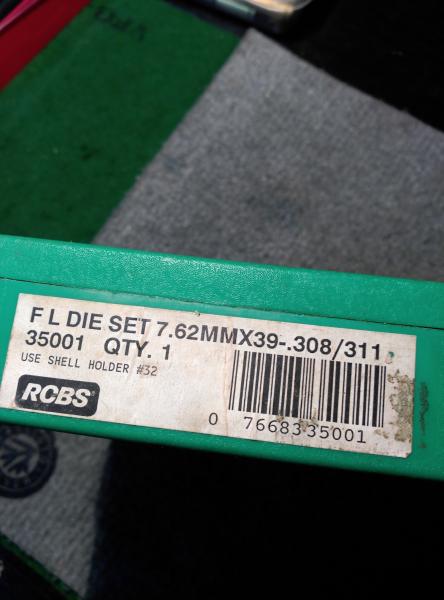 F L DIE SET 7.62MMX39-.308/311
35001 QTY. 1
USE SHELL HOLDER #32
RCBS
0 76683 35001